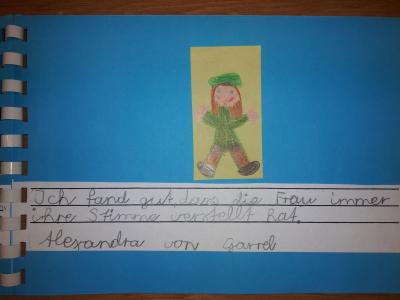 Ich fand gut dass die Frau immer
ihre Stimme verstellt hat.
Alexandra von Garrel